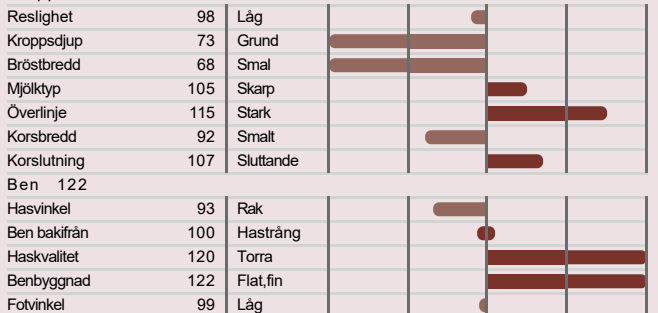 Reslighet 98 Låg
Kroppsdjup 73 Grund
Bröstbredd 68 Smal
Mjölktyp 105 Skarp
Överlinje 115 Stark
Korsbredd 92 Smalt
Korslutning 107 Sluttande
Ben 122
Hasvinkel 93 Rak
Ben bakifrån 100 Hastrång
Haskvalitet 120 Torra
Benbyggnad 122 Flat,fin
Fotvinkel 99 Låg